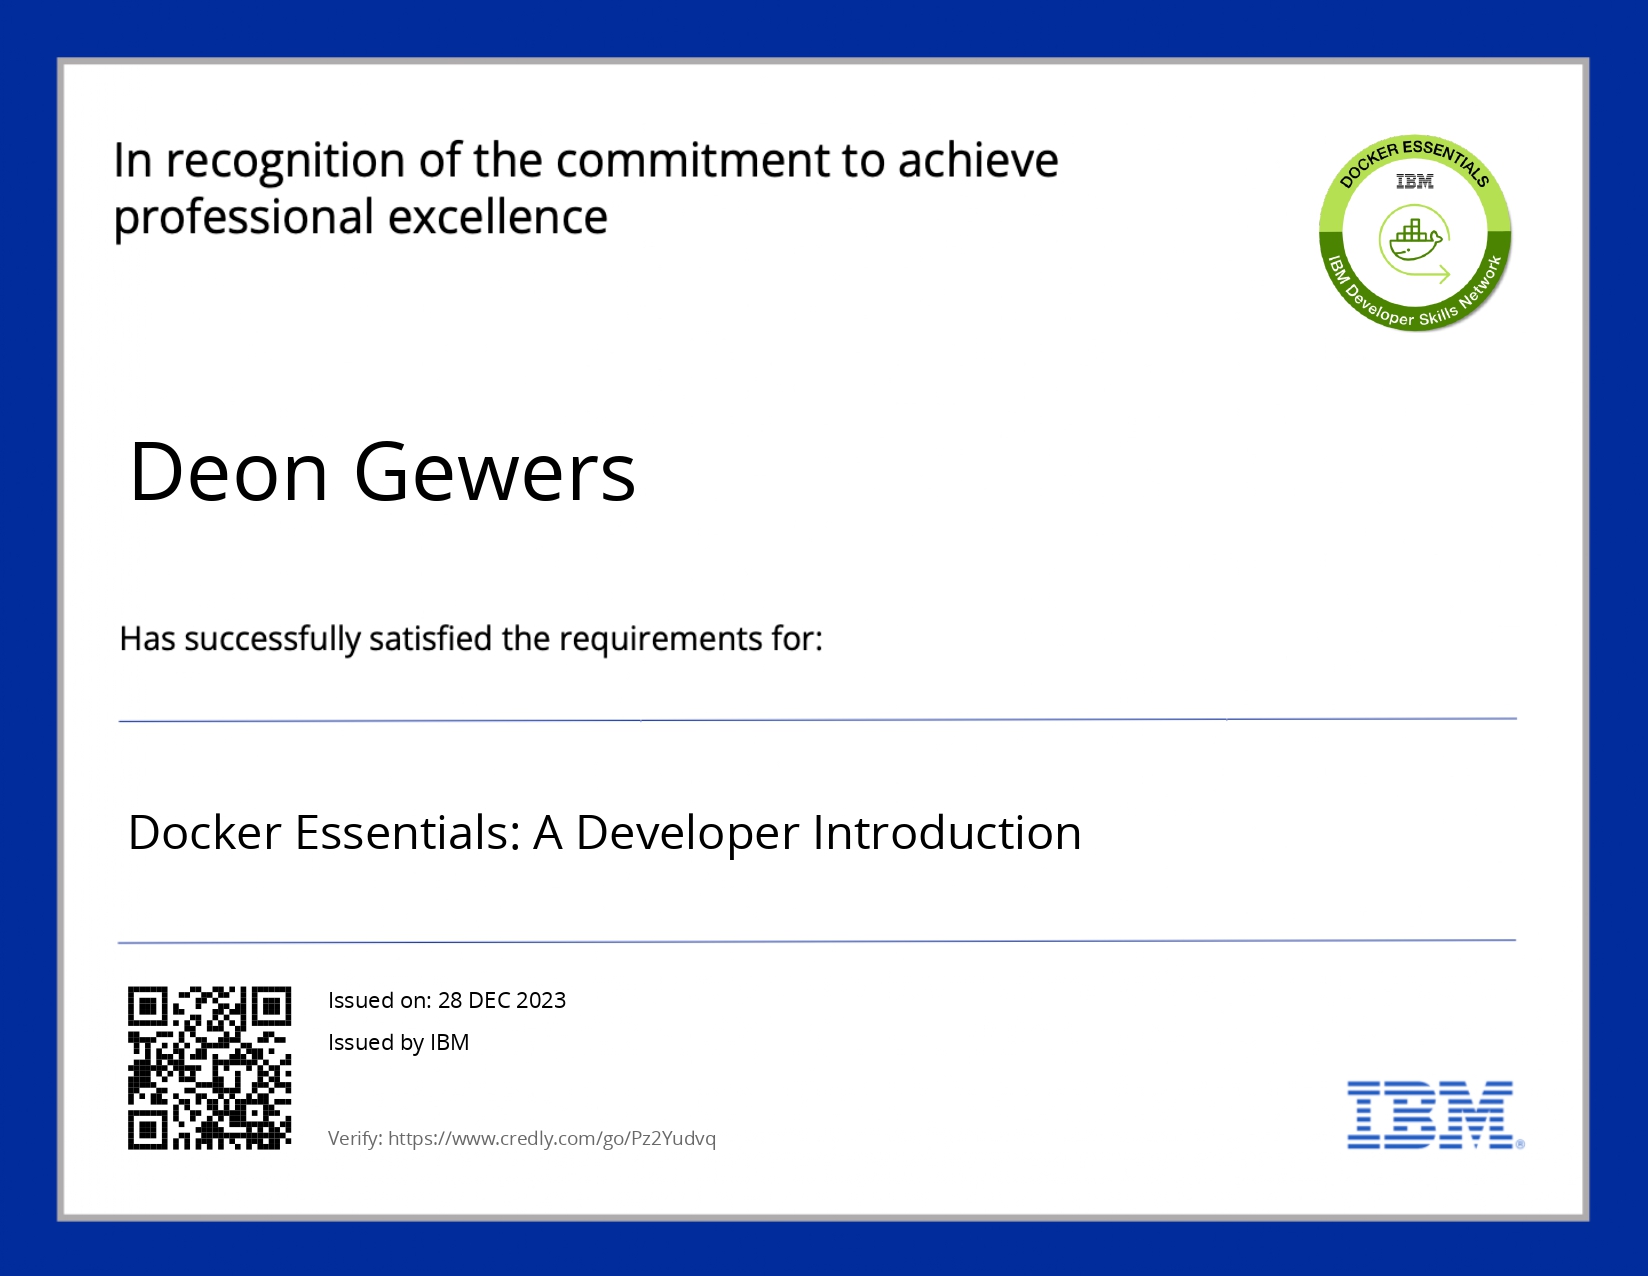 In recognition of the commitment to achieve
professional excellence
DOCKER ESSENTIALS
IBM
IBM Developer Skills Network
Deon Gewers
Has successfully satisfied the requirements for:
Docker Essentials: A Developer Introduction
Issued on: 28 DEC 2023
Issued by IBM
Verify: https://www.credly.com/go/Pz2Yudvq
IBM®